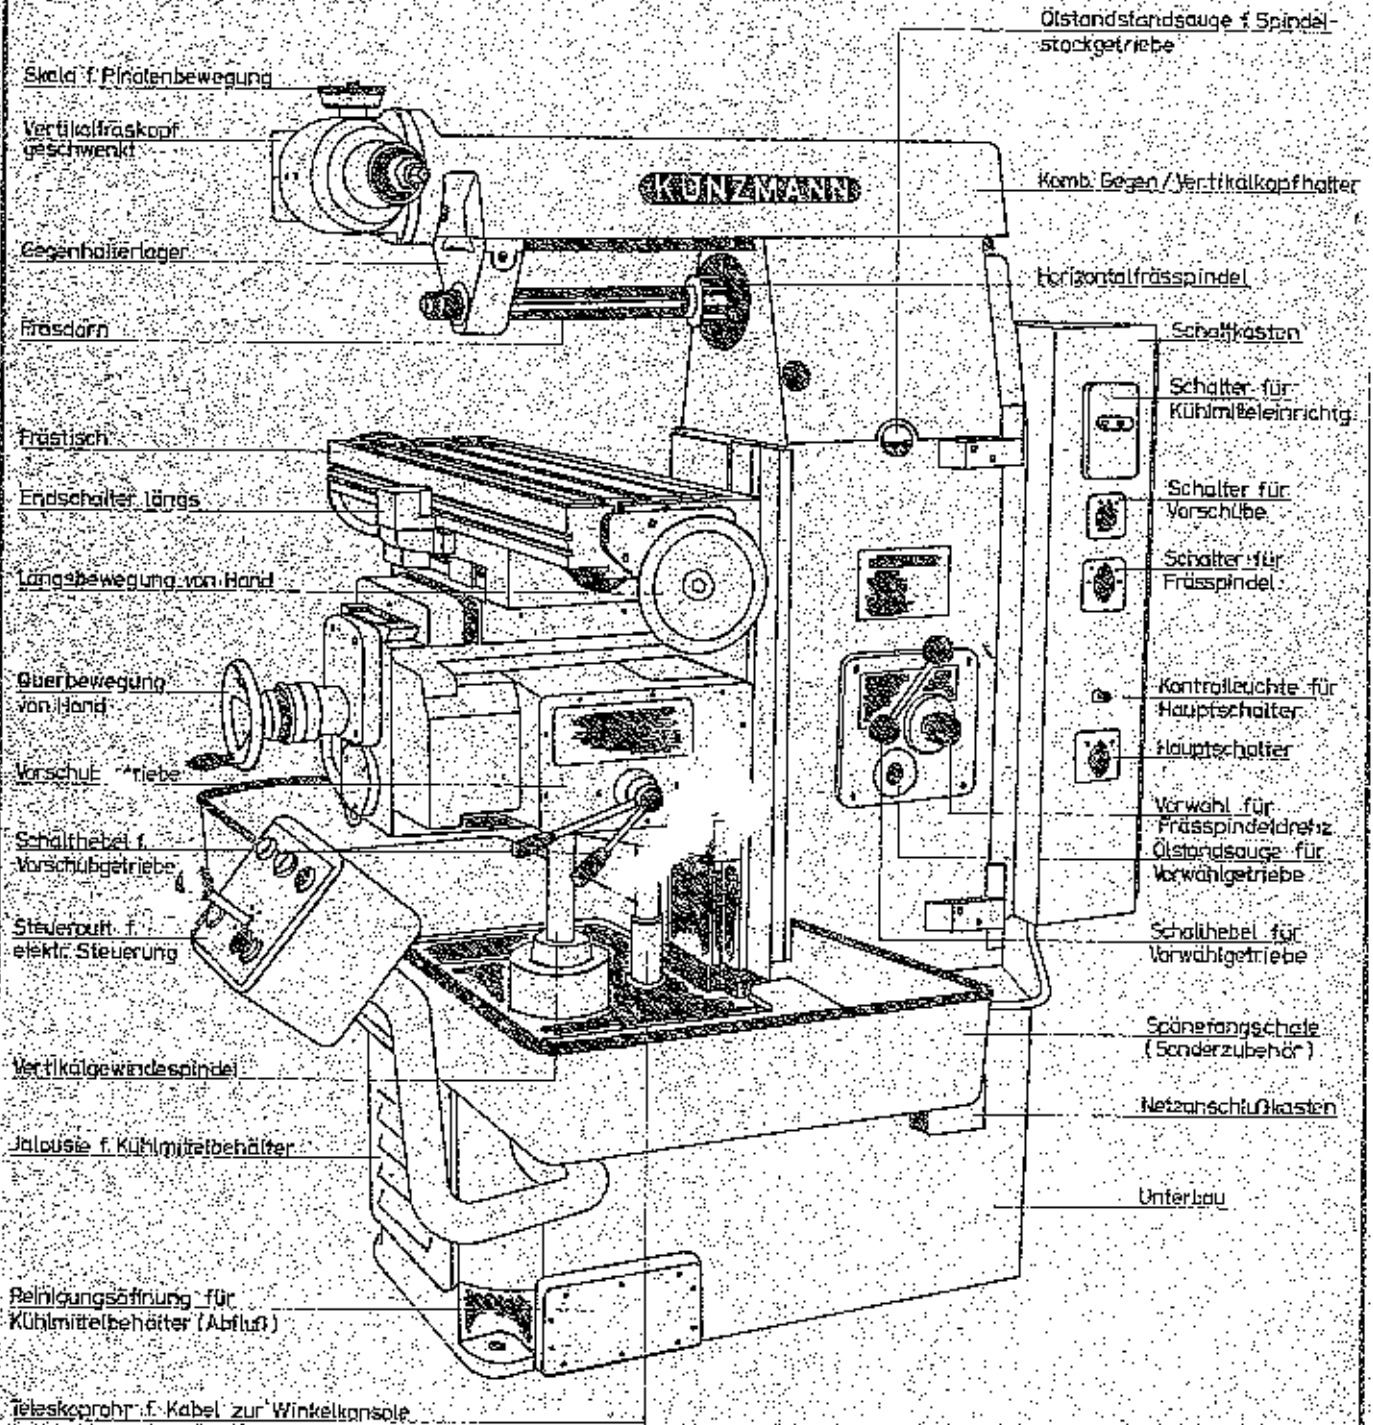 Skala f. Pinolenbewegung
Vertikalfräskopf
geschwenkt
Gegenhalterlager
Fräsdorn
Frästisch
Endschalter längs
Längsbewegung von Hand
Querbewegung
von Hand
Schalthebel f.
Vorschubgetriebe
Steuerpult f.
elektr. Steuerung
Vertikalgewindespindel
Jalousie f. Kühlmittelbehälter
Reinigungsöffnung für
Kühlmittelbehälter (Abfluß)
Teleskoprohr f. Kabel zur Winkelkonsole
KUNZMANN
Ölstandstandsauge f. Spindel-
stockgetriebe
Komb. Gegen/Vertikalkopfhalter
Horizontalfrässpindel
Schaltkasten
Schalter für
Kühlmitteleinrichtg.
Schalter für
Vorschübe
Schalter für
Frässpindel
Kontrolleuchte für
Hauptschalter
Hauptschalter
Vorwahl für
Frässpindeldrehz.
Ölstandsauge für
Vorwählgetriebe
Schalthebel für
Vorwählgetriebe
Spänefangschale
(Sonderzubehör)
Netzanschlußkasten
Unterbau